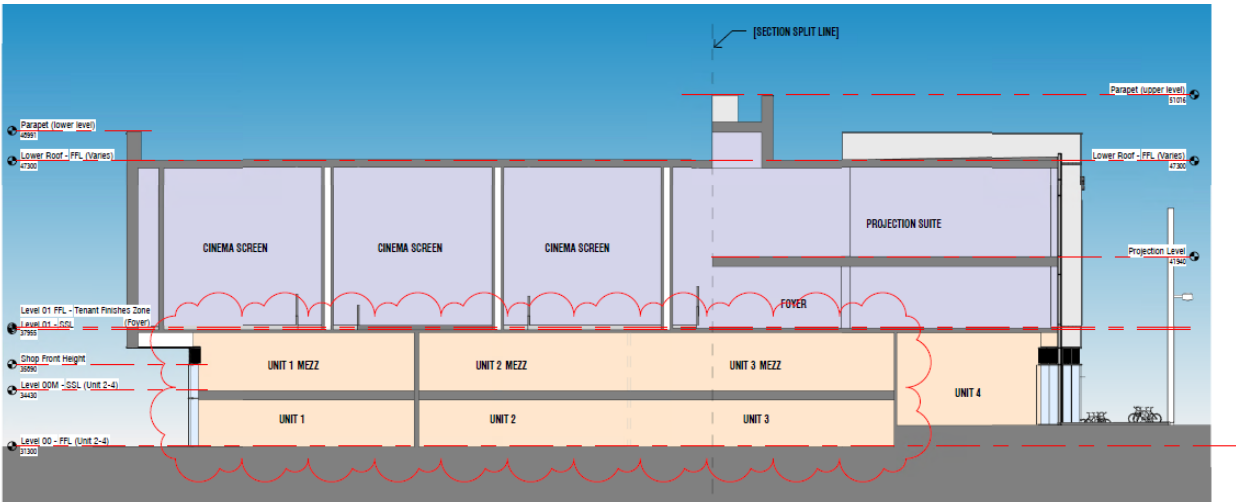 [SECTION SPLIT LINE]
Parapet (upper level)
51016
Parapet (lower level)
48991
Lower Roof - FFL (Varies)
47300
Lower Roof - FFL (Varies)
47300
CINEMA SCREEN
CINEMA SCREEN
CINEMA SCREEN
PROJECTION SUITE
Projection Level
41940
FOYER
Level 01 FFL - Tenant Finishes Zone
(Foyer)
Level 01 - SSL
37955
Shop Front Height
UNIT 1 MEZZ
UNIT 2 MEZZ
UNIT 3 MEZZ
Level 00M - SSL (Unit 2-4)
34430
UNIT 4
UNIT 1
UNIT 2
UNIT 3
Level 00 - FFL (Unit 2-4)
31300